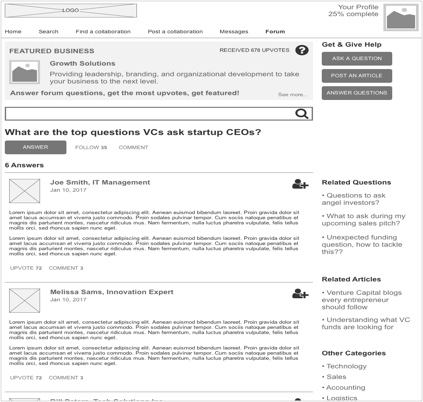 LOGO
Your Profile
25% complete
Home Search Find a collaboration Post a collaboration Messages Forum
FEATURED BUSINESS
RECEIVED 678 UPVOTES ?
Growth Solutions
Providing leadership, branding, and organizational development to take
your business to the next level.
Answer forum questions, get the most upvotes, get featured!
See more...
Get & Give Help
ASK A QUESTION
POST AN ARTICLE
ANSWER QUESTIONS
What are the top questions VCs ask startup CEOs?
ANSWER FOLLOW COMMENT
6 Answers
Joe Smith, IT Management
Jan 10, 2017
Lorem ipsum dolor sit amet, consectetur adipiscing elit. Aenean euismod bibendum laoreet. Proin gravida dolor sit
amet lacus accumsan et viverra justo commodo. Proin sodales pulvinar tempor. Cum sociis natoque penatibus et
magnis dis parturient montes, nascetur ridiculus mus. Nam fermentum, nulla luctus pharetra vulputate, felis tellus
mollis orci, sed rhoncus sapien nunc eget.
Lorem ipsum dolor sit amet, consectetur adipiscing elit. Aenean euismod bibendum laoreet. Proin gravida dolor sit
amet lacus accumsan et viverra justo commodo. Proin sodales pulvinar tempor. Cum sociis natoque penatibus et
magnis dis parturient montes, nascetur ridiculus mus. Nam fermentum, nulla luctus pharetra vulputate, felis tellus
mollis orci, sed rhoncus sapien nunc eget.
UPVOTE 72 COMMENT 3
Melissa Sams, Innovation Expert
Jan 10, 2017
Lorem ipsum dolor sit amet, consectetur adipiscing elit. Aenean euismod bibendum laoreet. Proin gravida dolor sit
amet lacus accumsan et viverra justo commodo. Proin sodales pulvinar tempor. Cum sociis natoque penatibus et
magnis dis parturient montes, nascetur ridiculus mus. Nam fermentum, nulla luctus pharetra vulputate, felis tellus
mollis orci, sed rhoncus sapien nunc eget.
Lorem ipsum dolor sit amet, consectetur adipiscing elit. Aenean euismod bibendum laoreet. Proin gravida dolor sit
amet lacus accumsan et viverra justo commodo. Proin sodales pulvinar tempor. Cum sociis natoque penatibus et
magnis dis parturient montes, nascetur ridiculus mus. Nam fermentum, nulla luctus pharetra vulputate, felis tellus
mollis orci, sed rhoncus sapien nunc eget.
UPVOTE 72 COMMENT 3
Related Questions
• Questions to ask
angel investors?
• What to ask during my
upcoming sales pitch?
• Unexpected funding
question, how to tackle
this??
Related Articles
• Venture Capital blogs
every entrepreneur
should follow
• Understanding what VC
funds are looking for
Other Categories
• Technology
• Sales
• Accounting
• Logistics